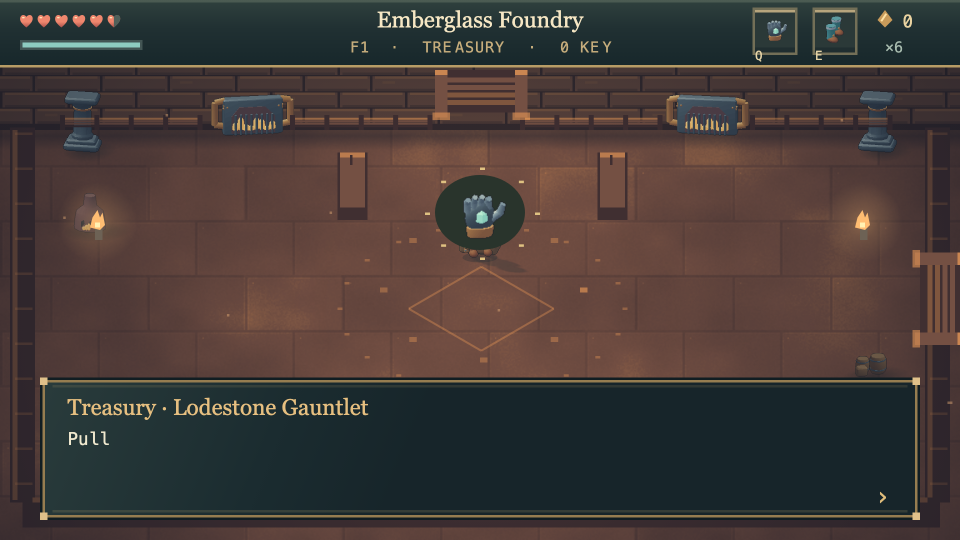 Emberglass Foundry
F1 · TREASURY · 0 KEY
Q
E
0
×6
Treasury · Lodestone Gauntlet
Pull
›